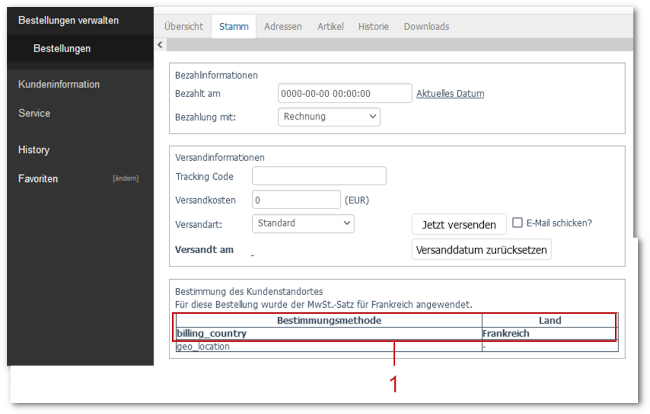 Bestellungen verwalten
Bestellungen
Kundeninformation
Service
History
Favoriten [ändern]
Übersicht Stamm Adressen Artikel Historie Downloads
Bezahlinformationen
Bezahlt am 0000-00-00 00:00:00 Aktuelles Datum
Bezahlung mit: Rechnung
Versandinformationen
Tracking Code
Versandkosten 0 (EUR)
Versandart: Standard Jetzt versenden E-Mail schicken?
Versandt am - Versanddatum zurücksetzen
Bestimmung des Kundenstandortes
Für diese Bestellung wurde der MwSt.-Satz für Frankreich angewendet.
Bestimmungsmethode Land
billing_country Frankreich
geo_location -
1